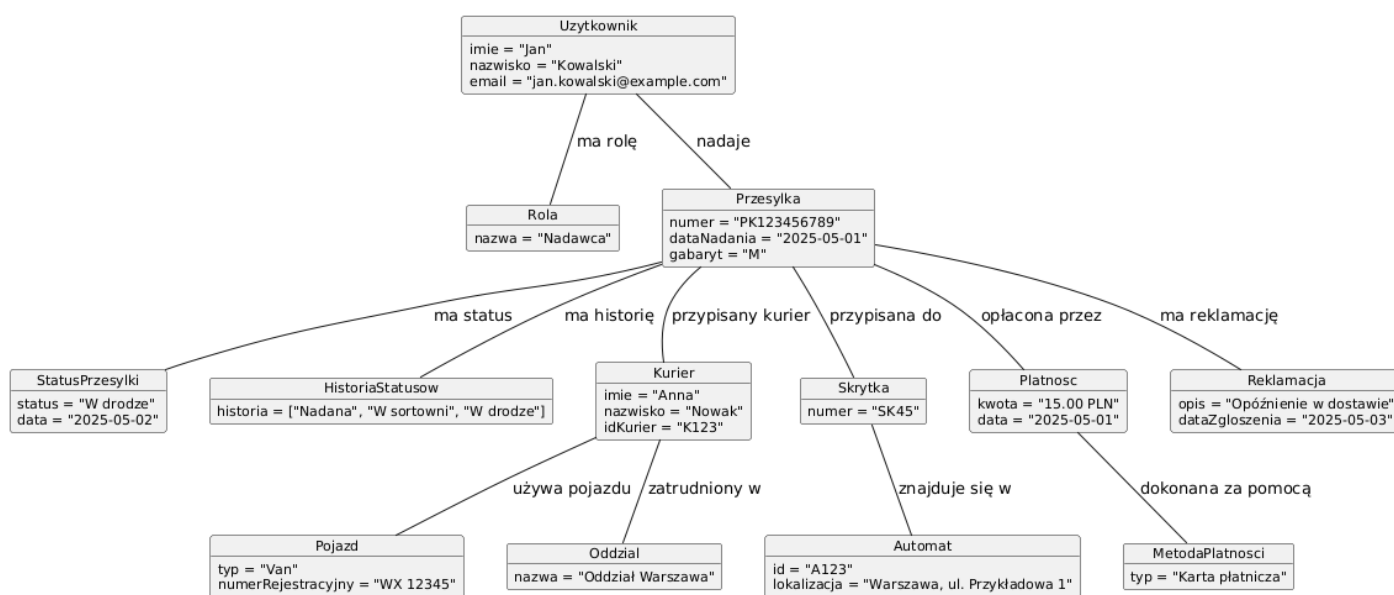 Uzytkownik
imie = "Jan"
nazwisko = "Kowalski"
email = "jan.kowalski@example.com"
ma rolę
nadaje
Rola
nazwa = "Nadawca"
Przesylka
numer = "PK123456789"
dataNadania = "2025-05-01"
gabaryt = "M"
ma status
ma historię
przypisany kurier
przypisana do
opłacona przez
ma reklamację
StatusPrzesylki
status = "W drodze"
data = "2025-05-02"
HistoriaStatusow
historia = ["Nadana", "W sortowni", "W drodze"]
Kurier
imie = "Anna"
nazwisko = "Nowak"
idKurier = "K123"
Skrytka
numer = "SK45"
Platnosc
kwota = "15.00 PLN"
data = "2025-05-01"
Reklamacja
opis = "Opóźnienie w dostawie"
dataZgloszenia = "2025-05-03"
używa pojazdu
zatrudniony w
znajduje się w
dokonana za pomocą
Pojazd
typ = "Van"
numerRejestracyjny = "WX 12345"
Oddzial
nazwa = "Oddział Warszawa"
Automat
id = "A123"
lokalizacja = "Warszawa, ul. Przykładowa 1"
MetodaPlatnosci
typ = "Karta płatnicza"